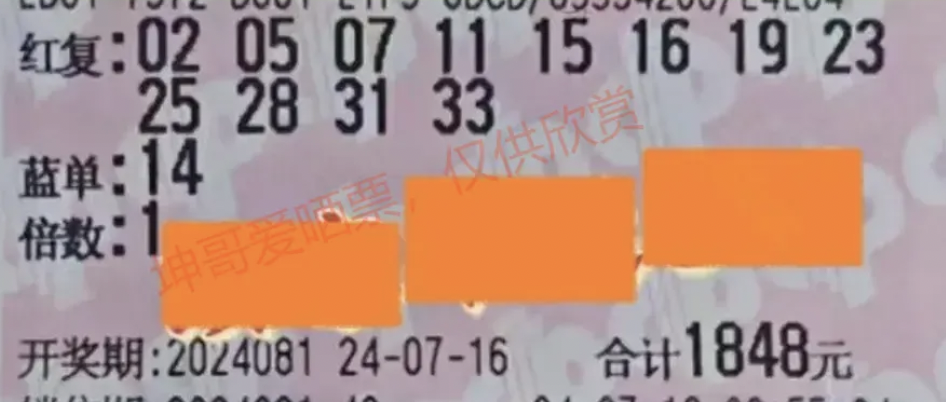 红复:02 05 07 11 15 16 19 23
25 28 31 33
蓝单:14
倍数:1
坤哥爱晒票,仅供欣赏
开奖期:2024081 24-07-16 合计1848元